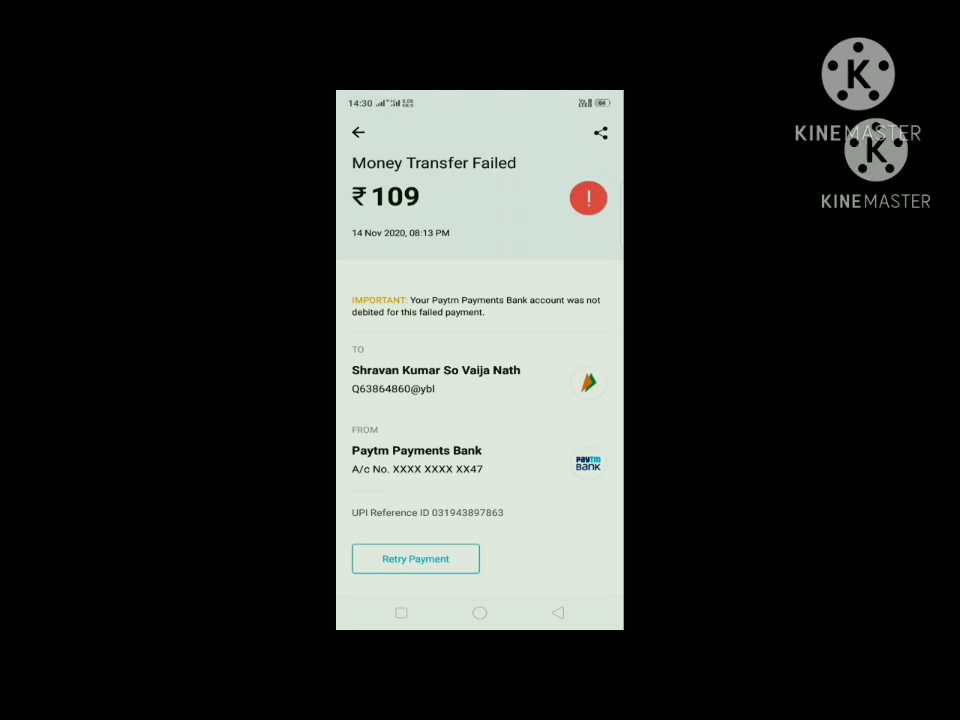 14:30
Money Transfer Failed
₹ 109
!
14 Nov 2020, 08:13 PM
IMPORTANT: Your Paytm Payments Bank account was not
debited for this failed payment.
TO
Shravan Kumar So Vaija Nath
Q63864860@ybl
FROM
Paytm Payments Bank
A/c No. XXXX XXXX XX47
paytm
BANK
UPI Reference ID 031943897863
Retry Payment
K
KINEMASTER
K
KINEMASTER